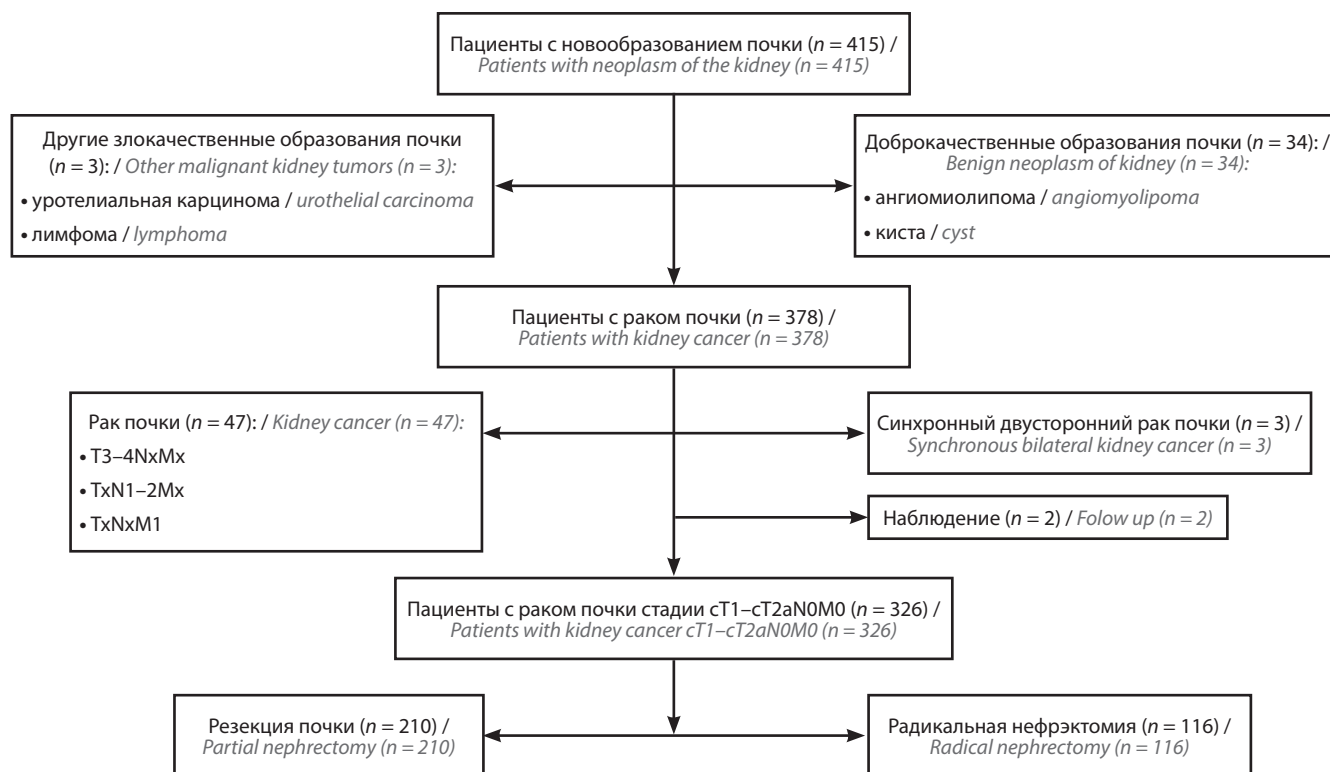 Пациенты с новообразованием почки (n = 415) /
Patients with neoplasm of the kidney (n = 415)
Другие злокачественные образования почки
(n = 3): / Other malignant kidney tumors (n = 3):
• уротелиальная карцинома / urothelial carcinoma
• лимфома / lymphoma
Доброкачественные образования почки (n = 34): /
Benign neoplasm of kidney (n = 34):
• ангиомиолипома / angiomyolipoma
• киста / cyst
Пациенты с раком почки (n = 378) /
Patients with kidney cancer (n = 378)
Рак почки (n = 47): / Kidney cancer (n = 47):
• T3–4NxMx
• TxN1–2Mx
• TxNxM1
Синхронный двусторонний рак почки (n = 3) /
Synchronous bilateral kidney cancer (n = 3)
Наблюдение (n = 2) / Folow up (n = 2)
Пациенты с раком почки стадии cT1–cT2aN0M0 (n = 326) /
Patients with kidney cancer cT1–cT2aN0M0 (n = 326)
Резекция почки (n = 210) /
Partial nephrectomy (n = 210)
Радикальная нефрэктомия (n = 116) /
Radical nephrectomy (n = 116)